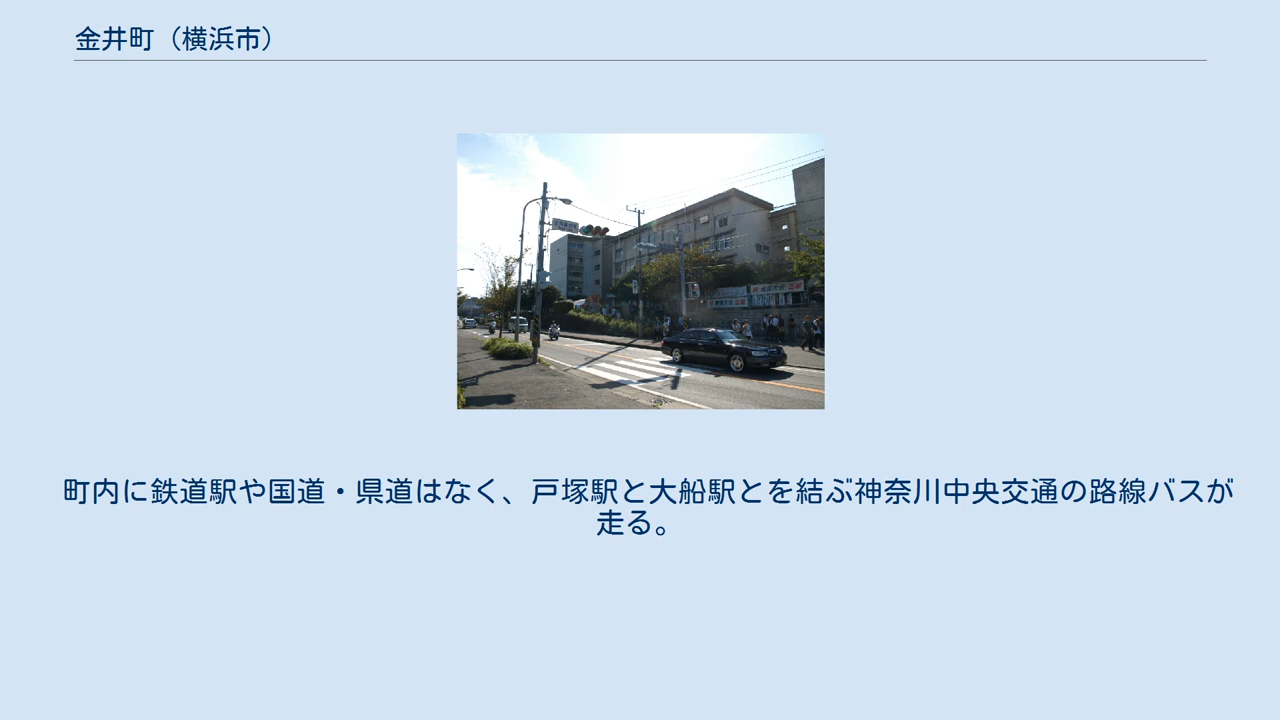 金井町（横浜市）
町内に鉄道駅や国道・県道はなく、戸塚駅と大船駅とを結ぶ神奈川中央交通の路線バスが
走る。